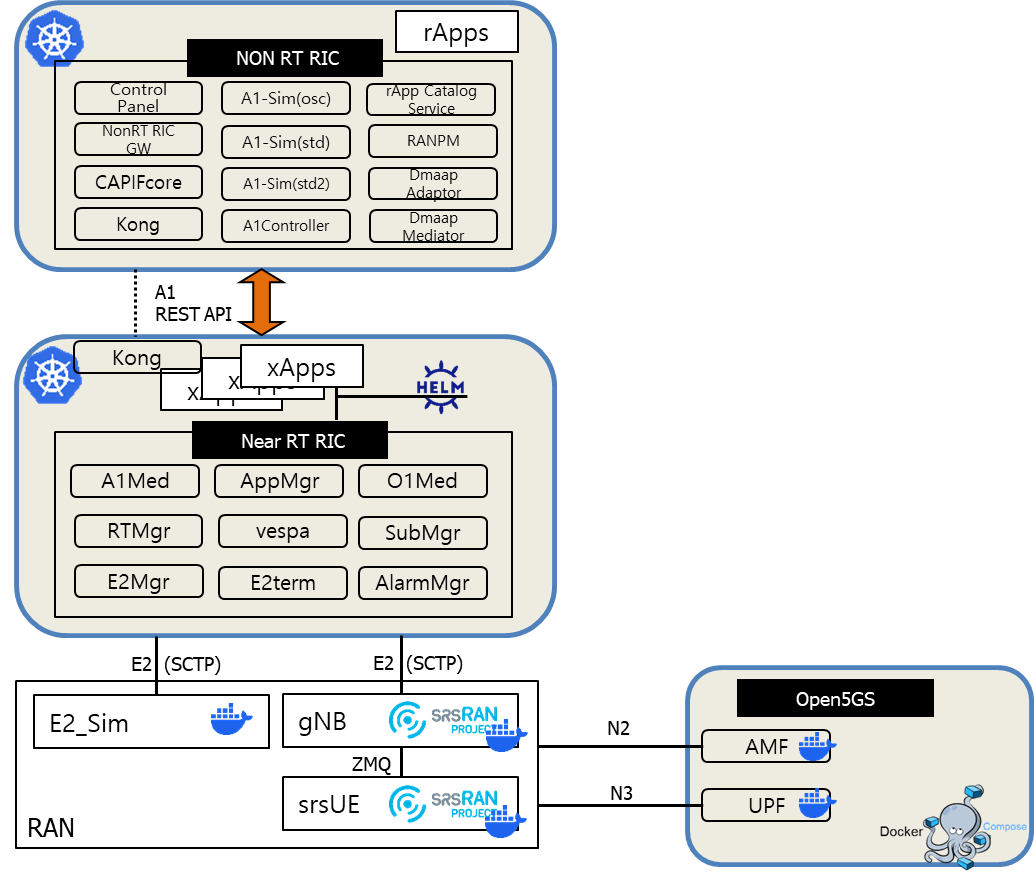 rApps
NON RT RIC
Control
Panel
A1-Sim(osc)
rApp Catalog
Service
NonRT RIC
GW
A1-Sim(std)
RANPM
CAPIFcore
A1-Sim(std2)
Dmaap
Adaptor
Kong
A1Controller
Dmaap
Mediator
A1
REST API
Kong
xApps
xApps
HELM
Near RT RIC
A1Med
AppMgr
O1Med
RTMgr
vespa
SubMgr
E2Mgr
E2term
AlarmMgr
E2 (SCTP)
E2 (SCTP)
E2_Sim
gNB
srsRAN
PROJECT
ZMQ
srsUE
srsRAN
PROJECT
RAN
N2
N3
Open5GS
AMF
UPF
Docker
Compose